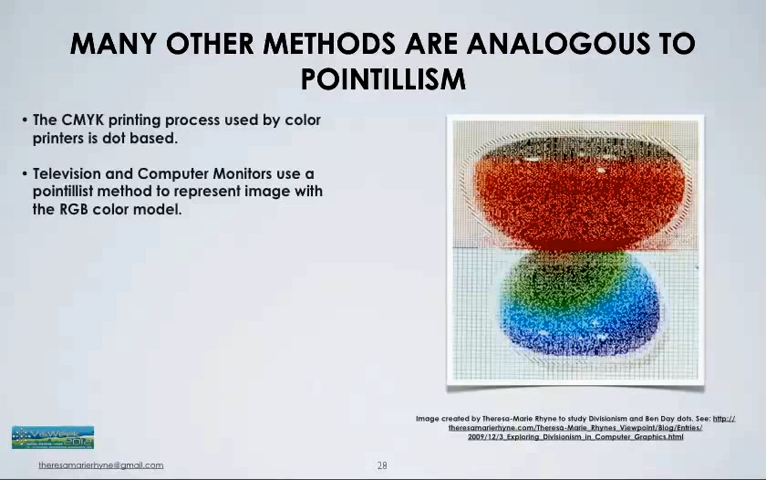 MANY OTHER METHODS ARE ANALOGOUS TO
POINTILLISM
• The CMYK printing process used by color
printers is dot based.
• Television and Computer Monitors use a
pointillist method to represent image with
the RGB color model.
Image created by Theresa-Marie Rhyne to study Divisionism and Ben Day dots. See: http://
theresamarierhyne.com/Theresa-Marie_Rhynes_Viewpoint/Blog/Entries/
2009/12/3_Exploring_Divisionism_in_Computer_Graphics.html
theresamarierhyne@gmail.com
28